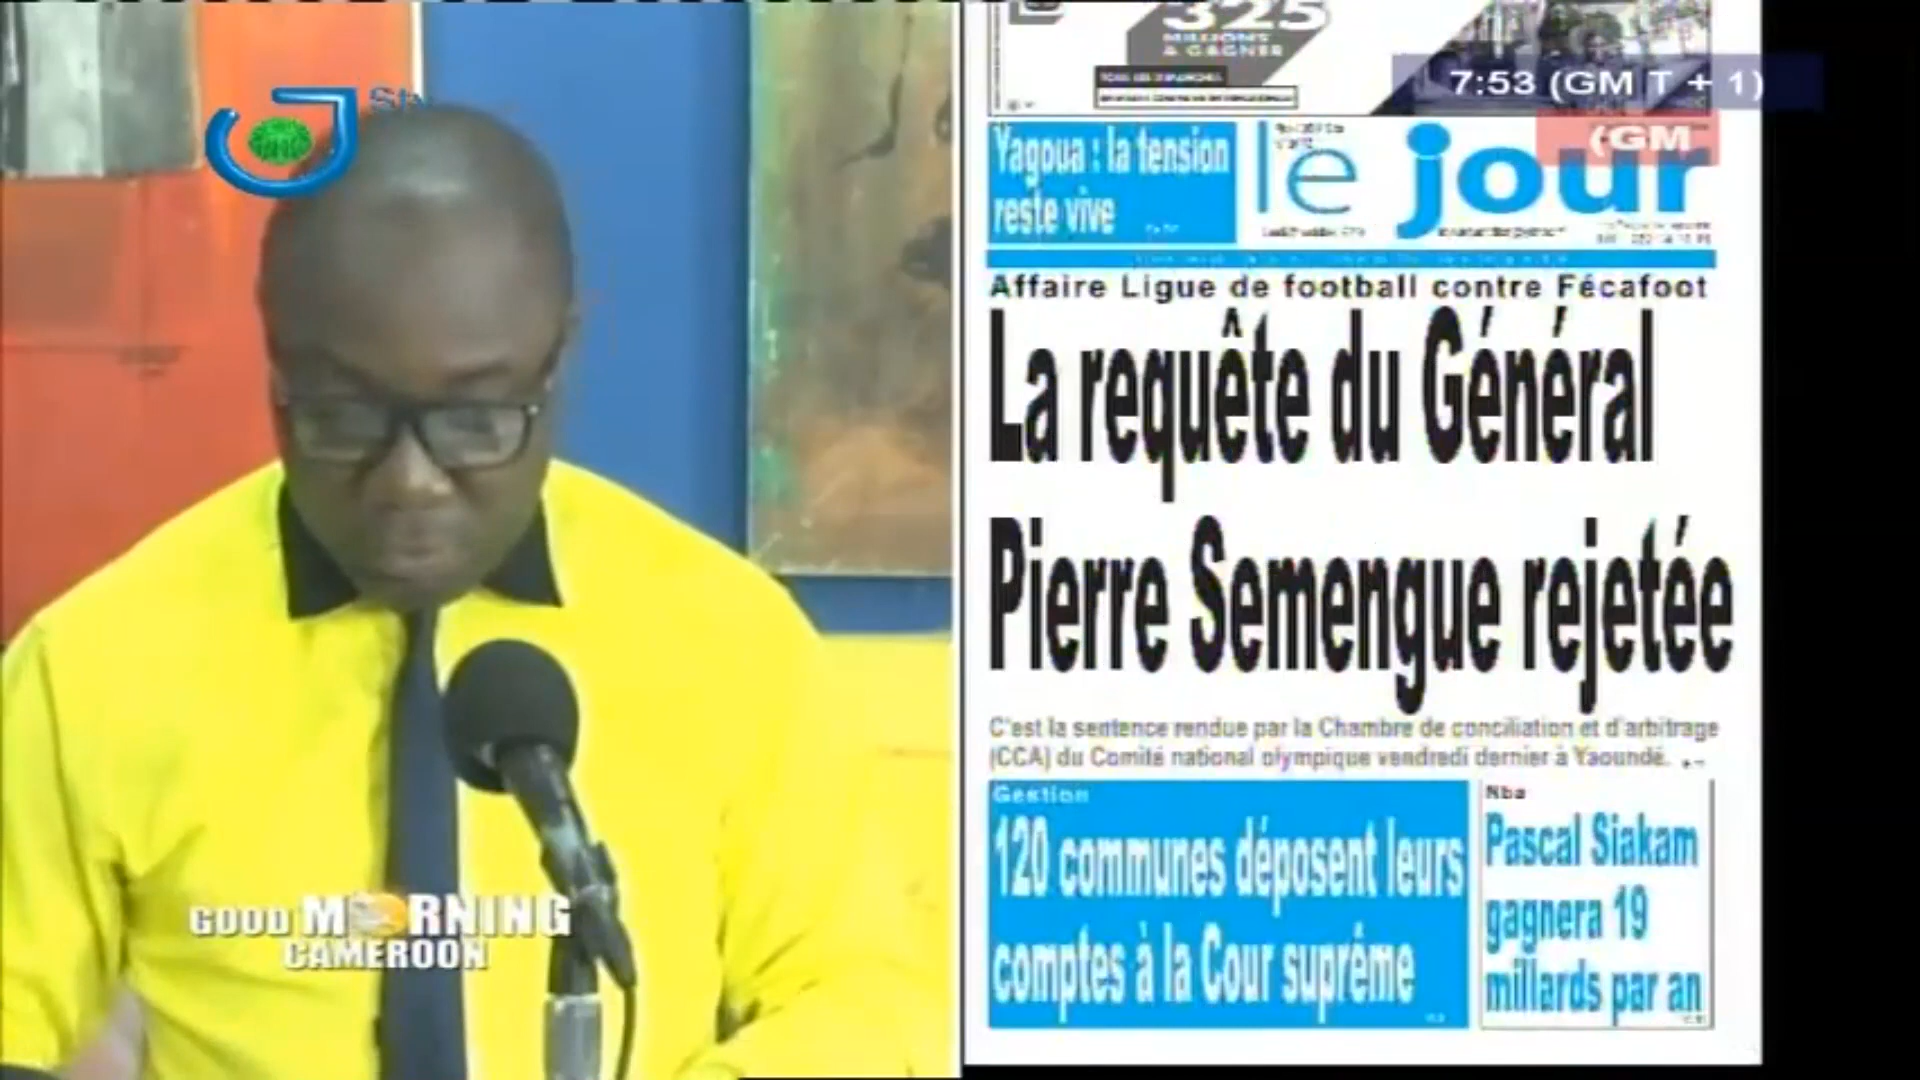 325
MILLIONS
À GAGNER
7:53 (GMT + 1)
(GM
Yagoua : la tension
reste vive
le jour
Affaire Ligue de football contre Fécafoot
La requête du Général
Pierre Semengue rejetée
C'est la sentence rendue par la Chambre de conciliation et d'arbitrage
(CCA) du Comité national olympique vendredi dernier à Yaoundé.
Gestion
120 communes déposent leurs
comptes à la Cour suprême
Nba
Pascal Siakam
gagnera 19
millards par an
GOOD MORNING
CAMEROON